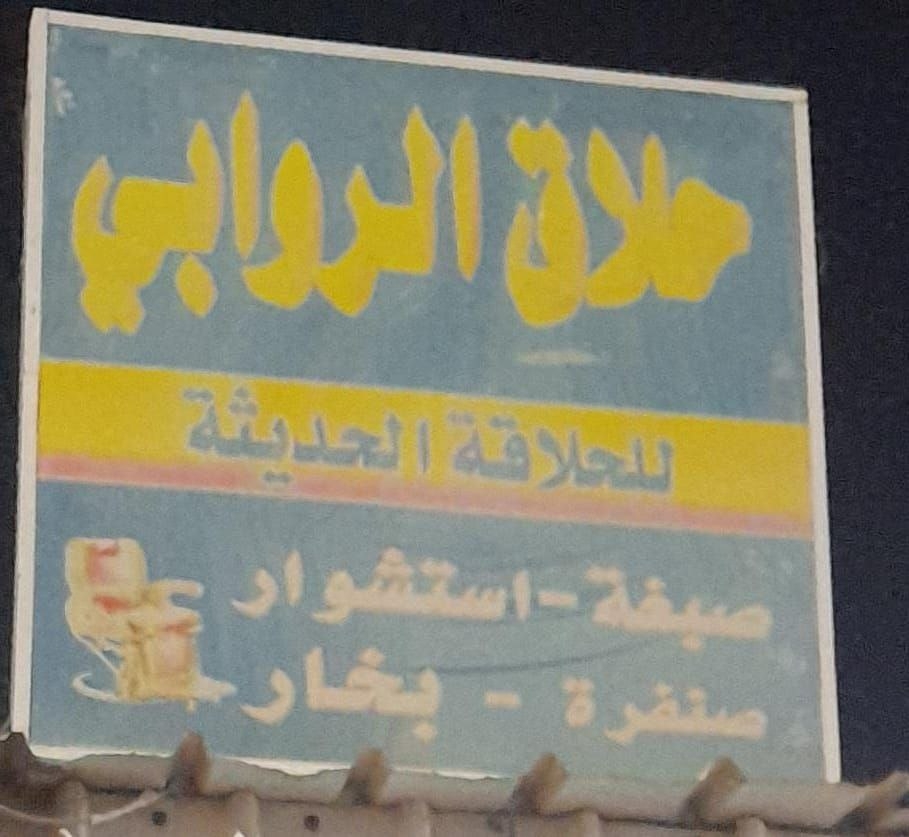 حلاق الروابي
للحلاقة الحديثة
صبغة - استشوار
صنفرة - بخار